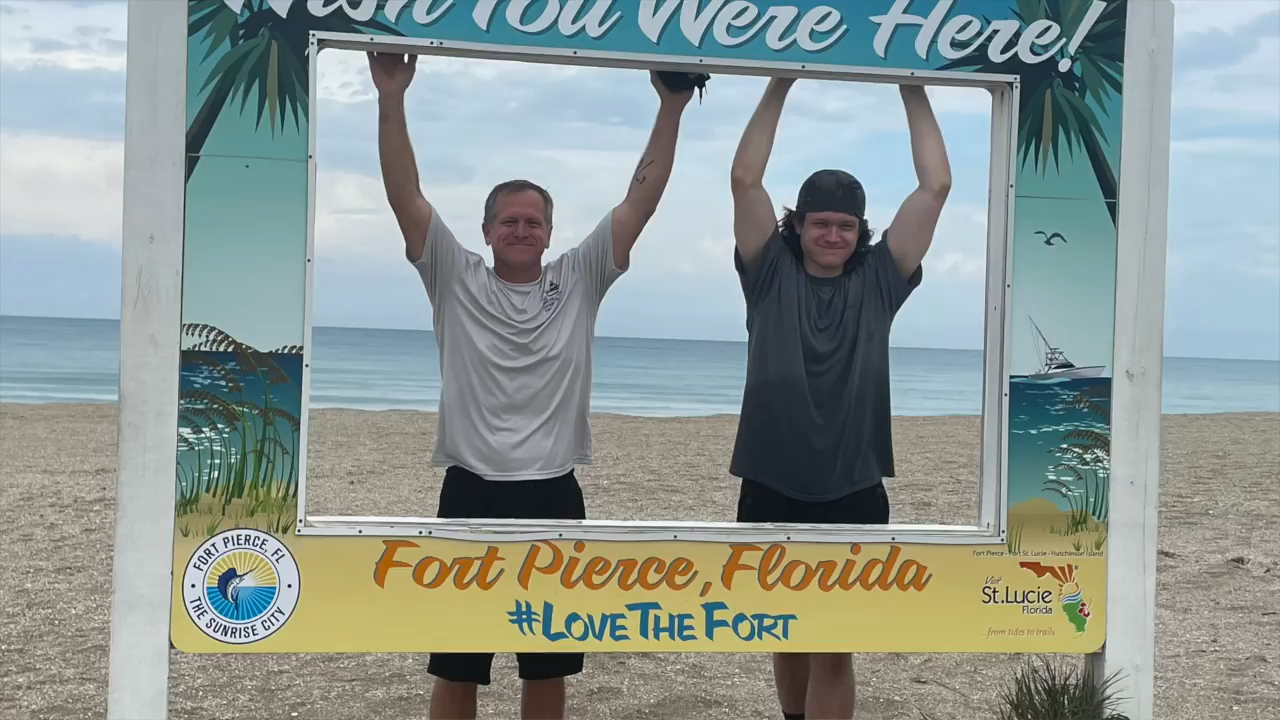 Wish You Were Here!
Fort Pierce, Florida
#LOVETHEFORT
FORT PIERCE, FL
THE SUNRISE CITY
Fort Pierce - Port St. Lucie - Hutchinson Island
Visit
St. Lucie
Florida
...from tides to trails